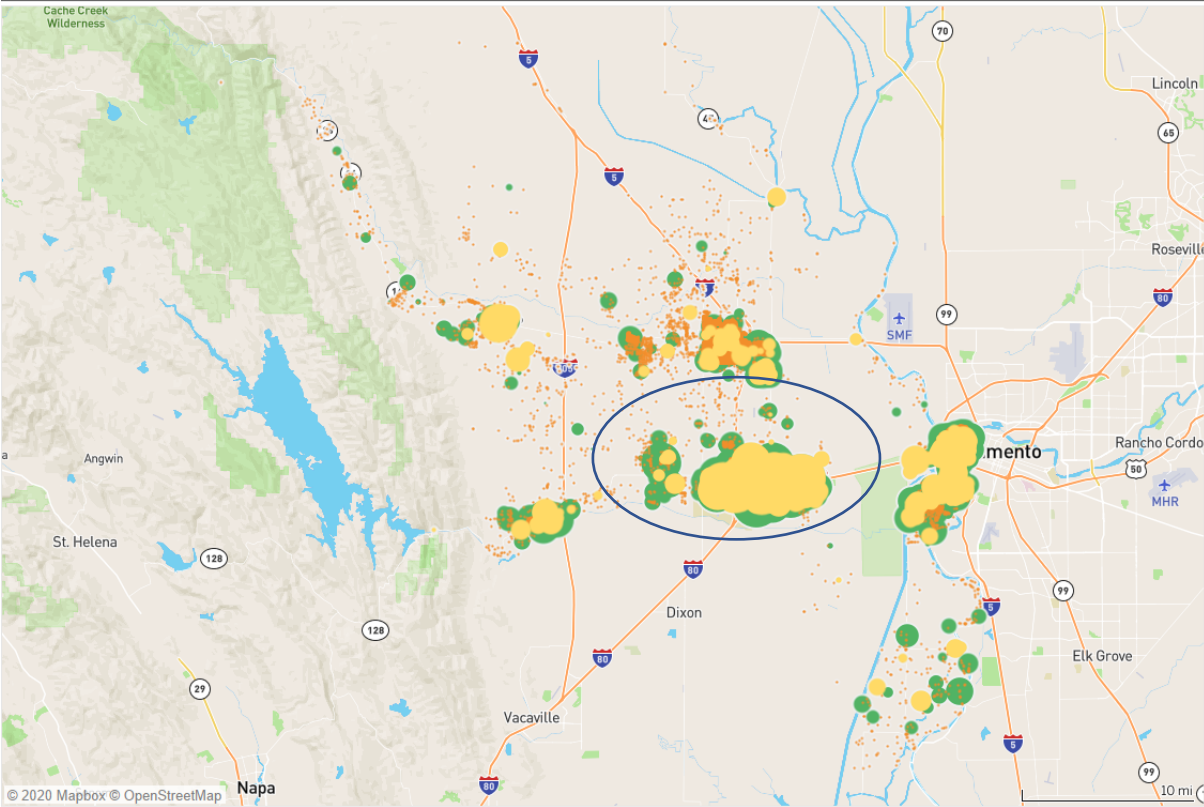 Cache Creek
Wilderness
5
70
Lincoln
65
5
Roseville
80
SMF
99
mento
Rancho Cordo
50
MHR
Angwin
St. Helena
128
80
Dixon
99
5
128
Elk Grove
80
29
Vacaville
5
99
80
Napa
© 2020 Mapbox © OpenStreetMap
10 mi